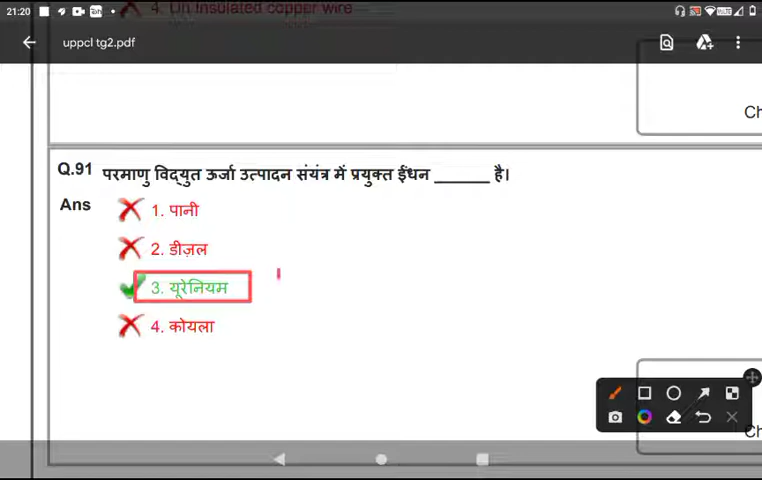 21:20
4. Un Insulated copper wire
uppcl tg2.pdf
Ch
Q.91 परमाणु विद्युत ऊर्जा उत्पादन संयंत्र में प्रयुक्त ईंधन ______ है।
Ans 1. पानी
2. डीज़ल
3. यूरेनियम
4. कोयला
Ch